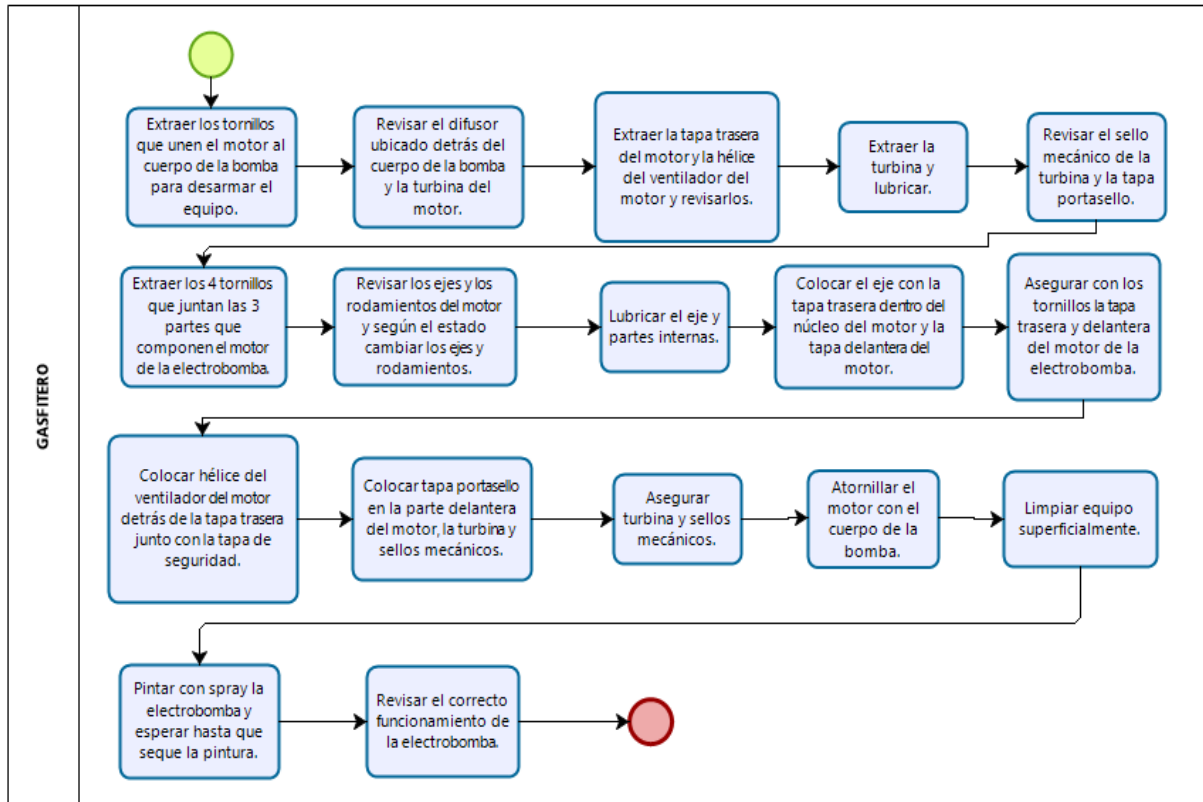 GASFITERO
Extraer los tornillos
que unen el motor al
cuerpo de la bomba
para desarmar el
equipo.
Revisar el difusor
ubicado detrás del
cuerpo de la bomba
y la turbina del
motor.
Extraer la tapa trasera
del motor y la hélice
del ventilador del
motor y revisarlos.
Extraer la
turbina y
lubricar.
Revisar el sello
mecánico de la
turbina y la tapa
portasello.
Extraer los 4 tornillos
que juntan las 3
partes que
componen el motor
de la electrobomba.
Revisar los ejes y los
rodamientos del motor
y según el estado
cambiar los ejes y
rodamientos.
Lubricar el eje y
partes internas.
Colocar el eje con la
tapa trasera dentro del
núcleo del motor y la
tapa delantera del
motor.
Asegurar con los
tornillos la tapa
trasera y delantera
del motor de la
electrobomba.
Colocar hélice del
ventilador del motor
detrás de la tapa trasera
junto con la tapa de
seguridad.
Colocar tapa portasello
en la parte delantera
del motor, la turbina y
sellos mecánicos.
Asegurar
turbina y sellos
mecánicos.
Atornillar el
motor con el
cuerpo de la
bomba.
Limpiar equipo
superficialmente.
Pintar con spray la
electrobomba y
esperar hasta que
seque la pintura.
Revisar el correcto
funcionamiento de
la electrobomba.